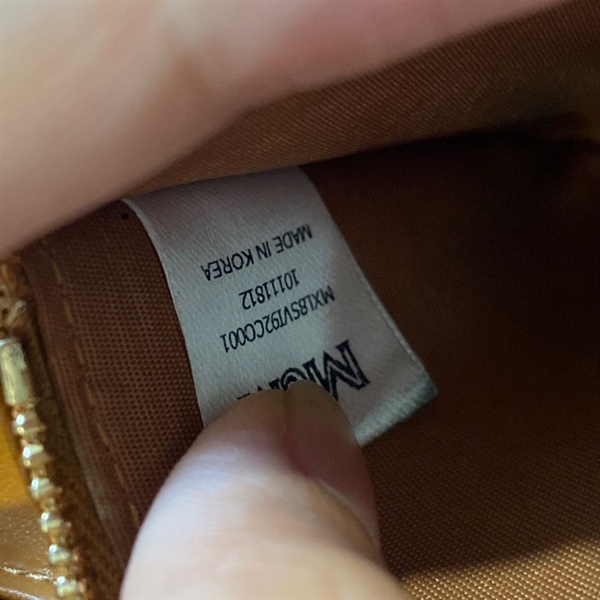 MCM
MXL8SVI92CO001
10111812
MADE IN KOREA